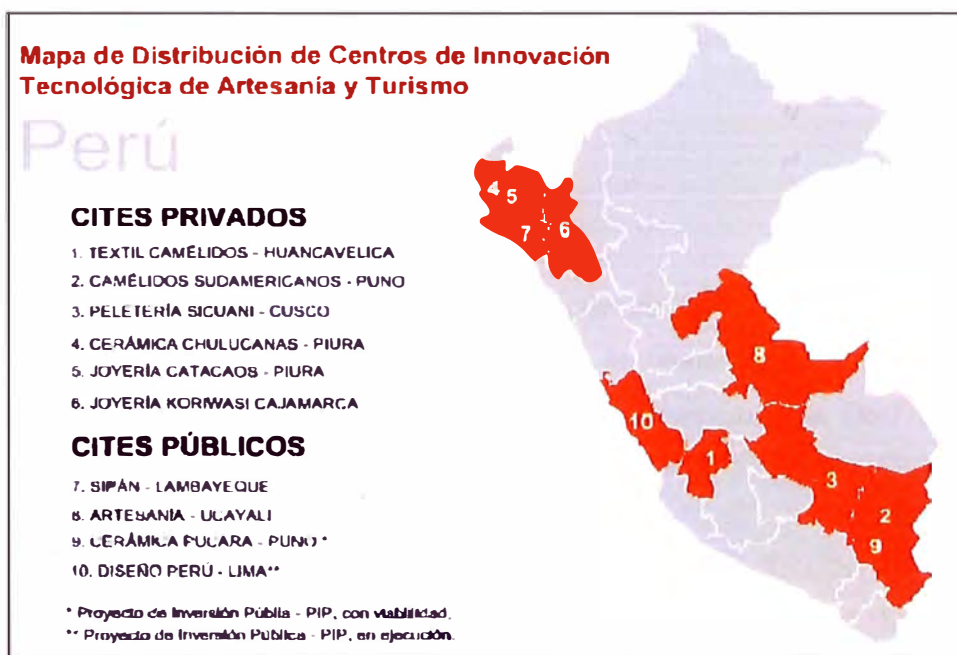 Mapa de Distribución de Centros de Innovación
Tecnológica de Artesanía y Turismo
Perú
CITES PRIVADOS
1. TEXTIL CAMÉLIDOS - HUANCAVELICA
2. CAMÉLIDOS SUDAMERICANOS - PUNO
3. PELETERÍA SICUANI - CUSCO
4. CERÁMICA CHULUCANAS - PIURA
5. JOYERÍA CATACAOS - PIURA
6. JOYERÍA KORIWASI CAJAMARCA
CITES PÚBLICOS
7. SIPÁN - LAMBAYEQUE
8. ARTESANÍA - UCAYALI
9. CERÁMICA PUCARA - PUNO*
10. DISEÑO PERÚ - LIMA**
* Proyecto de Inversión Públia - PIP, con viabilidad.
** Proyecto de Inversión Pública - PIP, en ejecución.
4
5
7
6
8
10
1
3
2
9